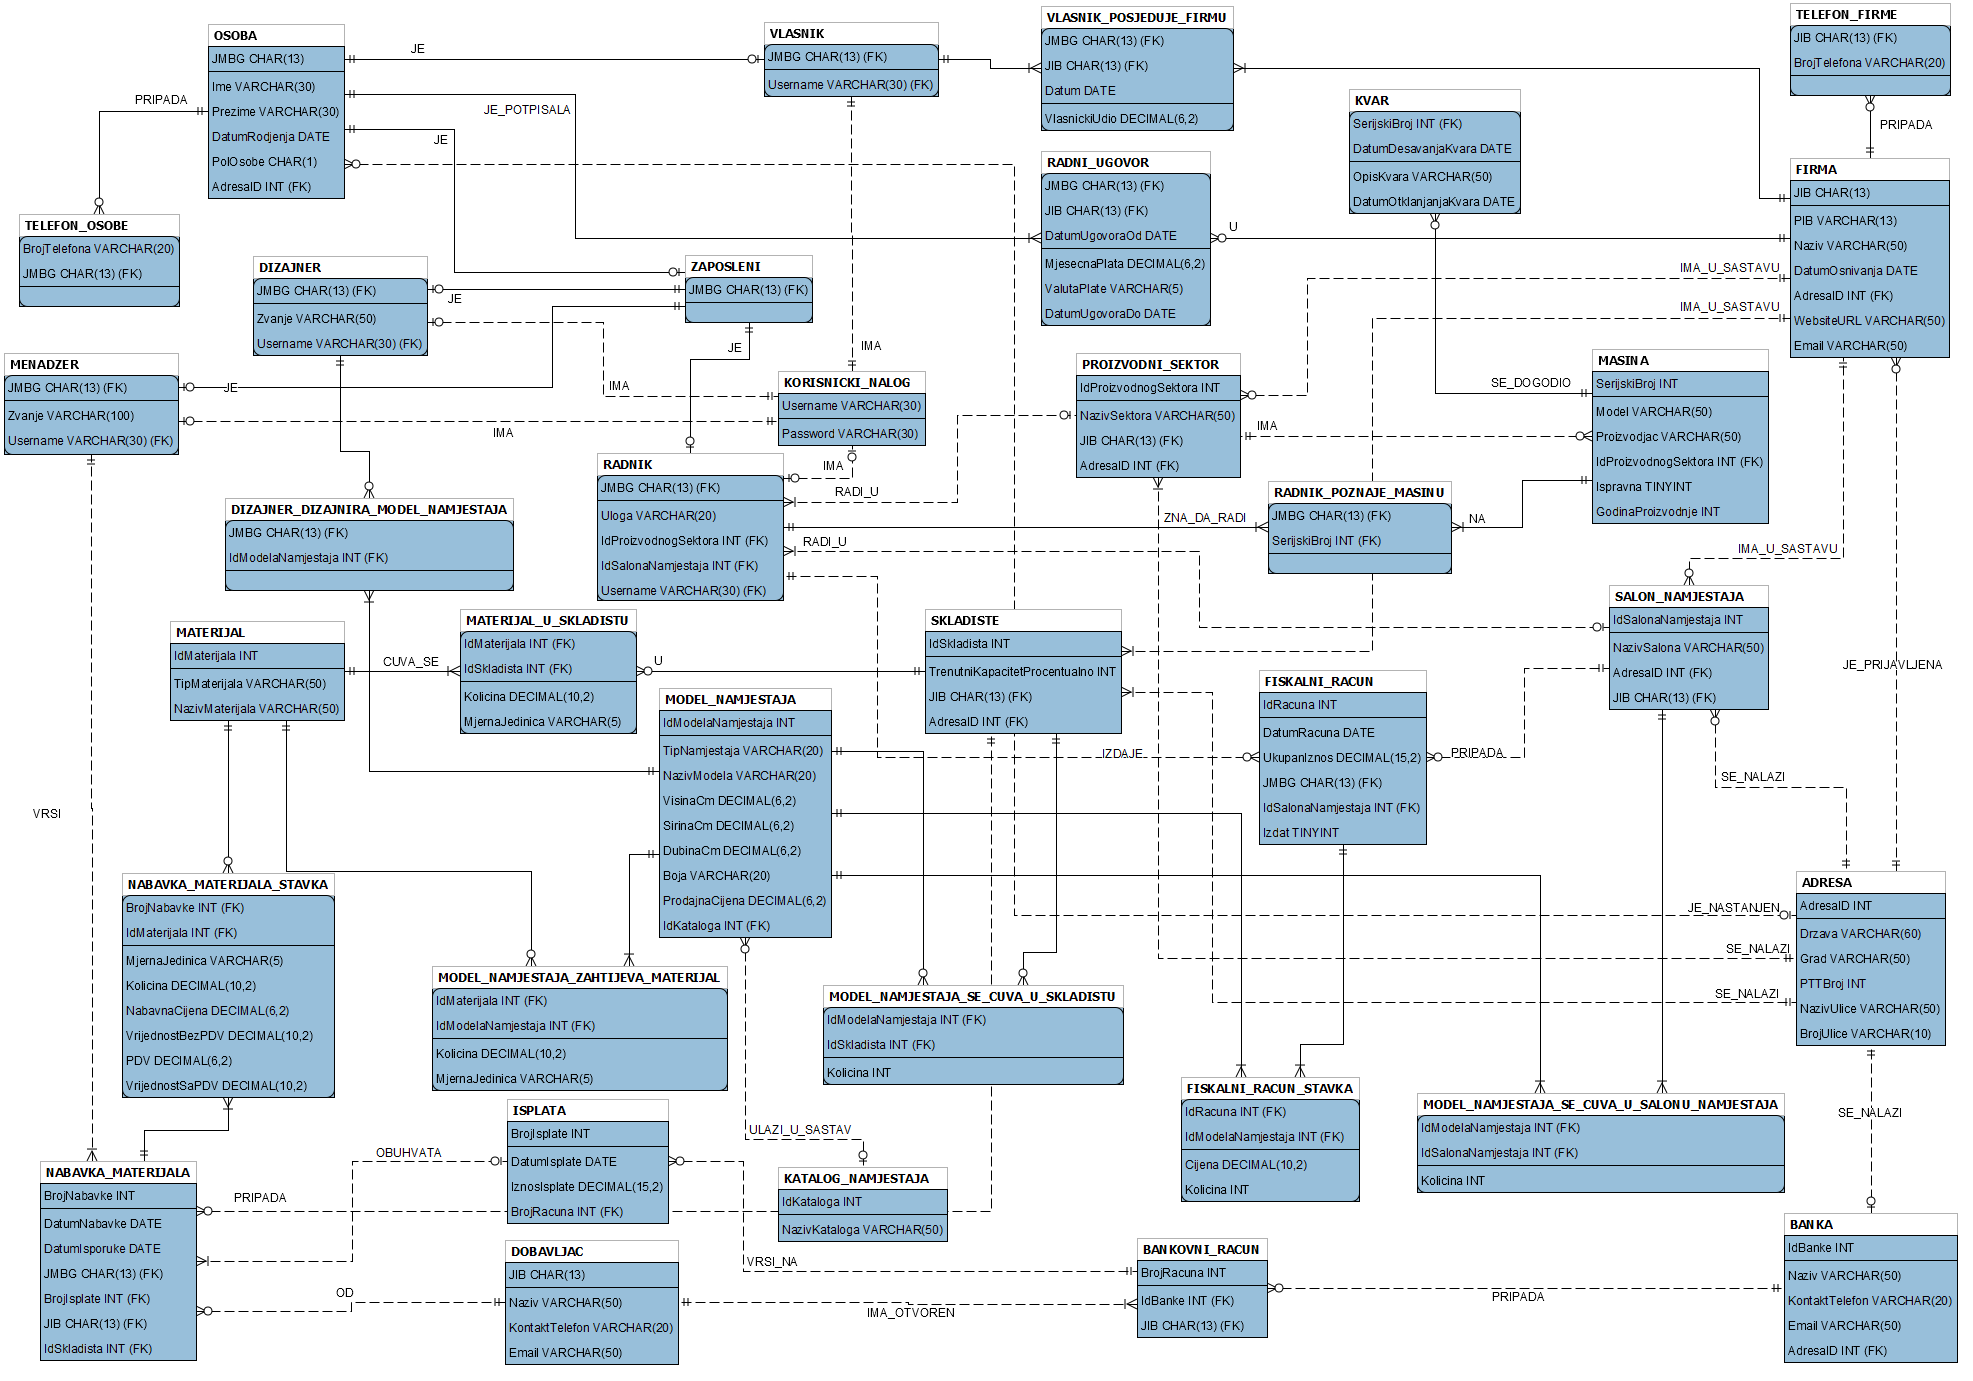 OSOBA
JMBG CHAR(13)
Ime VARCHAR(30)
Prezime VARCHAR(30)
DatumRodjenja DATE
PolOsobe CHAR(1)
AdresaID INT (FK)
JE
VLASNIK
JMBG CHAR(13) (FK)
Username VARCHAR(30) (FK)
VLASNIK_POSJEDUJE_FIRMU
JMBG CHAR(13) (FK)
JIB CHAR(13) (FK)
Datum DATE
VlasnickiUdio DECIMAL(6,2)
TELEFON_FIRME
JIB CHAR(13) (FK)
BrojTelefona VARCHAR(20)
PRIPADA
PRIPADA
JE_POTPISALA
JE
KVAR
SerijskiBroj INT (FK)
DatumDesavanjaKvara DATE
OpisKvara VARCHAR(50)
DatumOtklanjanjaKvara DATE
RADNI_UGOVOR
JMBG CHAR(13) (FK)
JIB CHAR(13) (FK)
DatumUgovoraOd DATE
MjesecnaPlata DECIMAL(6,2)
ValutaPlate VARCHAR(5)
DatumUgovoraDo DATE
U
FIRMA
JIB CHAR(13)
PIB VARCHAR(13)
Naziv VARCHAR(50)
DatumOsnivanja DATE
AdresaID INT (FK)
WebsiteURL VARCHAR(50)
Email VARCHAR(50)
IMA_U_SASTAVU
IMA_U_SASTAVU
TELEFON_OSOBE
BrojTelefona VARCHAR(20)
JMBG CHAR(13) (FK)
DIZAJNER
JMBG CHAR(13) (FK)
Zvanje VARCHAR(50)
Username VARCHAR(30) (FK)
JE
ZAPOSLENI
JMBG CHAR(13) (FK)
JE
IMA
MENADZER
JMBG CHAR(13) (FK)
Zvanje VARCHAR(100)
Username VARCHAR(30) (FK)
JE
IMA
IMA
KORISNICKI_NALOG
Username VARCHAR(30)
Password VARCHAR(30)
IMA
PROIZVODNI_SEKTOR
IdProizvodnogSektora INT
NazivSektora VARCHAR(50)
JIB CHAR(13) (FK)
AdresaID INT (FK)
IMA
SE_DOGODIO
MASINA
SerijskiBroj INT
Model VARCHAR(50)
Proizvodjac VARCHAR(50)
IdProizvodnogSektora INT (FK)
Ispravna TINYINT
GodinaProizvodnje INT
RADNIK
JMBG CHAR(13) (FK)
Uloga VARCHAR(20)
IdProizvodnogSektora INT (FK)
IdSalonaNamjestaja INT (FK)
Username VARCHAR(30) (FK)
RADI_U
ZNA_DA_RADI
RADI_U
RADNIK_POZNAJE_MASINU
JMBG CHAR(13) (FK)
SerijskiBroj INT (FK)
NA
IMA_U_SASTAVU
DIZAJNER_DIZAJNIRA_MODEL_NAMJESTAJA
JMBG CHAR(13) (FK)
IdModelaNamjestaja INT (FK)
SALON_NAMJESTAJA
IdSalonaNamjestaja INT
NazivSalona VARCHAR(50)
AdresaID INT (FK)
JIB CHAR(13) (FK)
JE_PRIJAVLJENA
MATERIJAL
IdMaterijala INT
TipMaterijala VARCHAR(50)
NazivMaterijala VARCHAR(50)
CUVA_SE
MATERIJAL_U_SKLADISTU
IdMaterijala INT (FK)
IdSkladista INT (FK)
Kolicina DECIMAL(10,2)
MjernaJedinica VARCHAR(5)
U
SKLADISTE
IdSkladista INT
TrenutniKapacitetProcentualno INT
JIB CHAR(13) (FK)
AdresaID INT (FK)
MODEL_NAMJESTAJA
IdModelaNamjestaja INT
TipNamjestaja VARCHAR(20)
NazivModela VARCHAR(20)
VisinaCm DECIMAL(6,2)
SirinaCm DECIMAL(6,2)
DubinaCm DECIMAL(6,2)
Boja VARCHAR(20)
ProdajnaCijena DECIMAL(6,2)
IdKataloga INT (FK)
IZDAJE
FISKALNI_RACUN
IdRacuna INT
DatumRacuna DATE
UkupanIznos DECIMAL(15,2)
JMBG CHAR(13) (FK)
IdSalonaNamjestaja INT (FK)
Izdat TINYINT
PRIPADA
SE_NALAZI
VRSI
NABAVKA_MATERIJALA_STAVKA
BrojNabavke INT (FK)
IdMaterijala INT (FK)
MjernaJedinica VARCHAR(5)
Kolicina DECIMAL(10,2)
NabavnaCijena DECIMAL(6,2)
VrijednostBezPDV DECIMAL(10,2)
PDV DECIMAL(6,2)
VrijednostSaPDV DECIMAL(10,2)
ADRESA
AdresaID INT
Drzava VARCHAR(60)
Grad VARCHAR(50)
PTTBroj INT
NazivUlice VARCHAR(50)
BrojUlice VARCHAR(10)
JE_NASTANJEN
SE_NALAZI
SE_NALAZI
MODEL_NAMJESTAJA_ZAHTIJEVA_MATERIJAL
IdMaterijala INT (FK)
IdModelaNamjestaja INT (FK)
Kolicina DECIMAL(10,2)
MjernaJedinica VARCHAR(5)
MODEL_NAMJESTAJA_SE_CUVA_U_SKLADISTU
IdModelaNamjestaja INT (FK)
IdSkladista INT (FK)
Kolicina INT
FISKALNI_RACUN_STAVKA
IdRacuna INT (FK)
IdModelaNamjestaja INT (FK)
Cijena DECIMAL(10,2)
Kolicina INT
MODEL_NAMJESTAJA_SE_CUVA_U_SALONU_NAMJESTAJA
IdModelaNamjestaja INT (FK)
IdSalonaNamjestaja INT (FK)
Kolicina INT
SE_NALAZI
ISPLATA
BrojIsplate INT
DatumIsplate DATE
IznosIsplate DECIMAL(15,2)
BrojRacuna INT (FK)
ULAZI_U_SASTAV
KATALOG_NAMJESTAJA
IdKataloga INT
NazivKataloga VARCHAR(50)
OBUHVATA
PRIPADA
NABAVKA_MATERIJALA
BrojNabavke INT
DatumNabavke DATE
DatumIsporuke DATE
JMBG CHAR(13) (FK)
BrojIsplate INT (FK)
JIB CHAR(13) (FK)
IdSkladista INT (FK)
OD
DOBAVLJAC
JIB CHAR(13)
Naziv VARCHAR(50)
KontaktTelefon VARCHAR(20)
Email VARCHAR(50)
VRSI_NA
IMA_OTVOREN
BANKOVNI_RACUN
BrojRacuna INT
IdBanke INT (FK)
JIB CHAR(13) (FK)
PRIPADA
BANKA
IdBanke INT
Naziv VARCHAR(50)
KontaktTelefon VARCHAR(20)
Email VARCHAR(50)
AdresaID INT (FK)